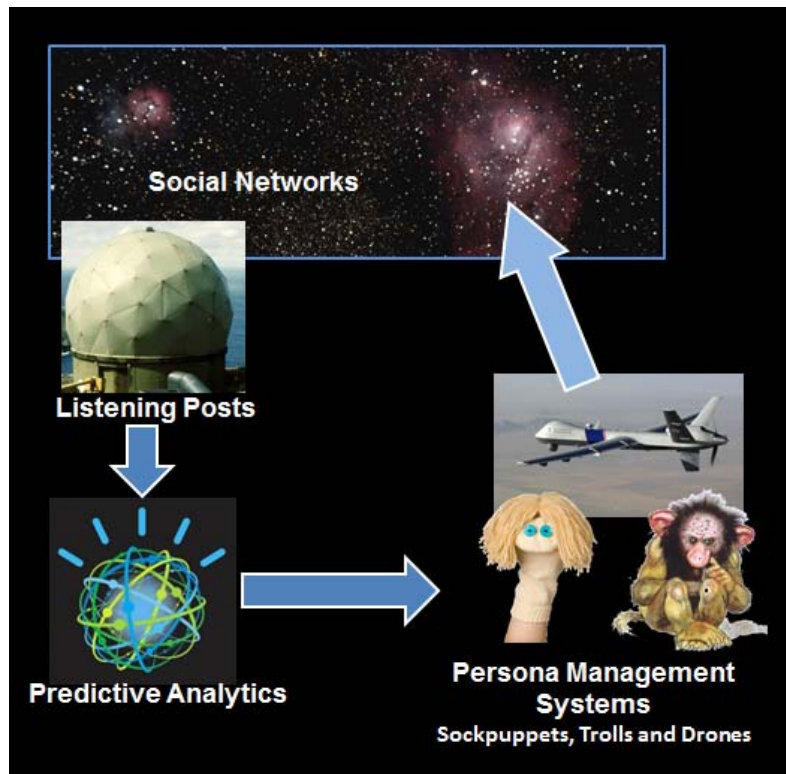 Social Networks
Listening Posts
Predictive Analytics
Persona Management
Systems
Sockpuppets, Trolls and Drones